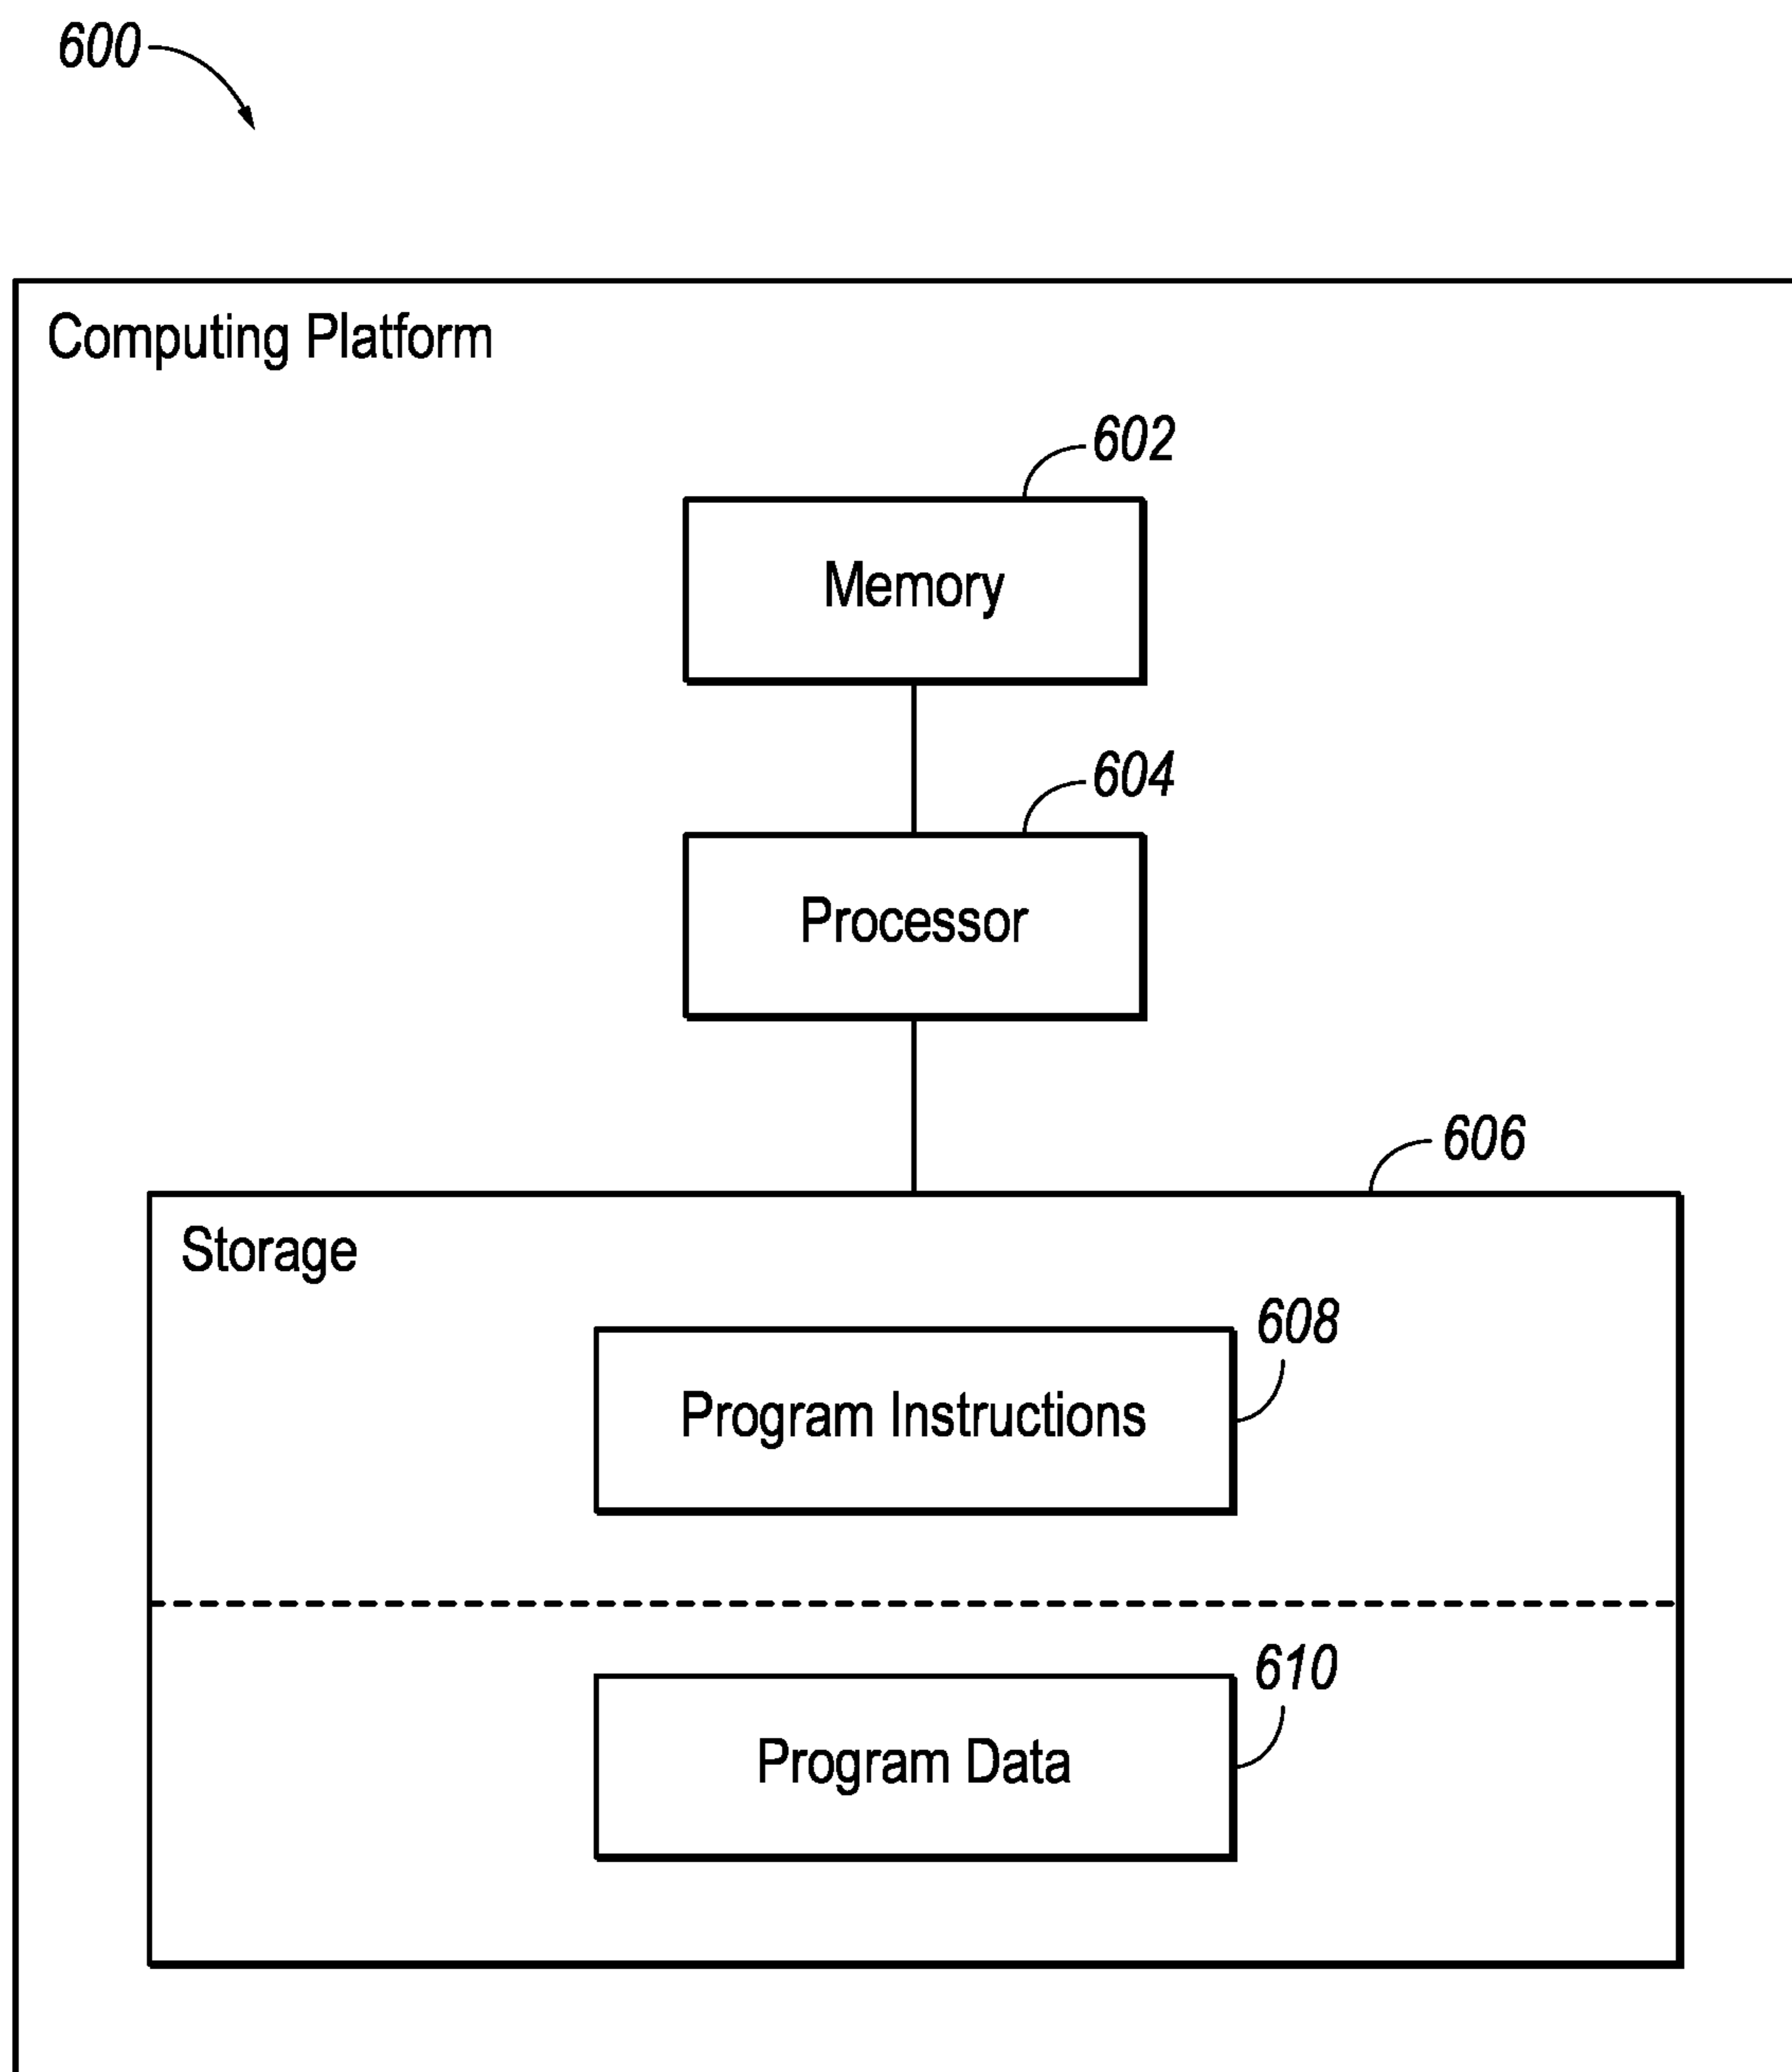 600
Computing Platform
602
Memory
604
Processor
606
Storage
608
Program Instructions
610
Program Data